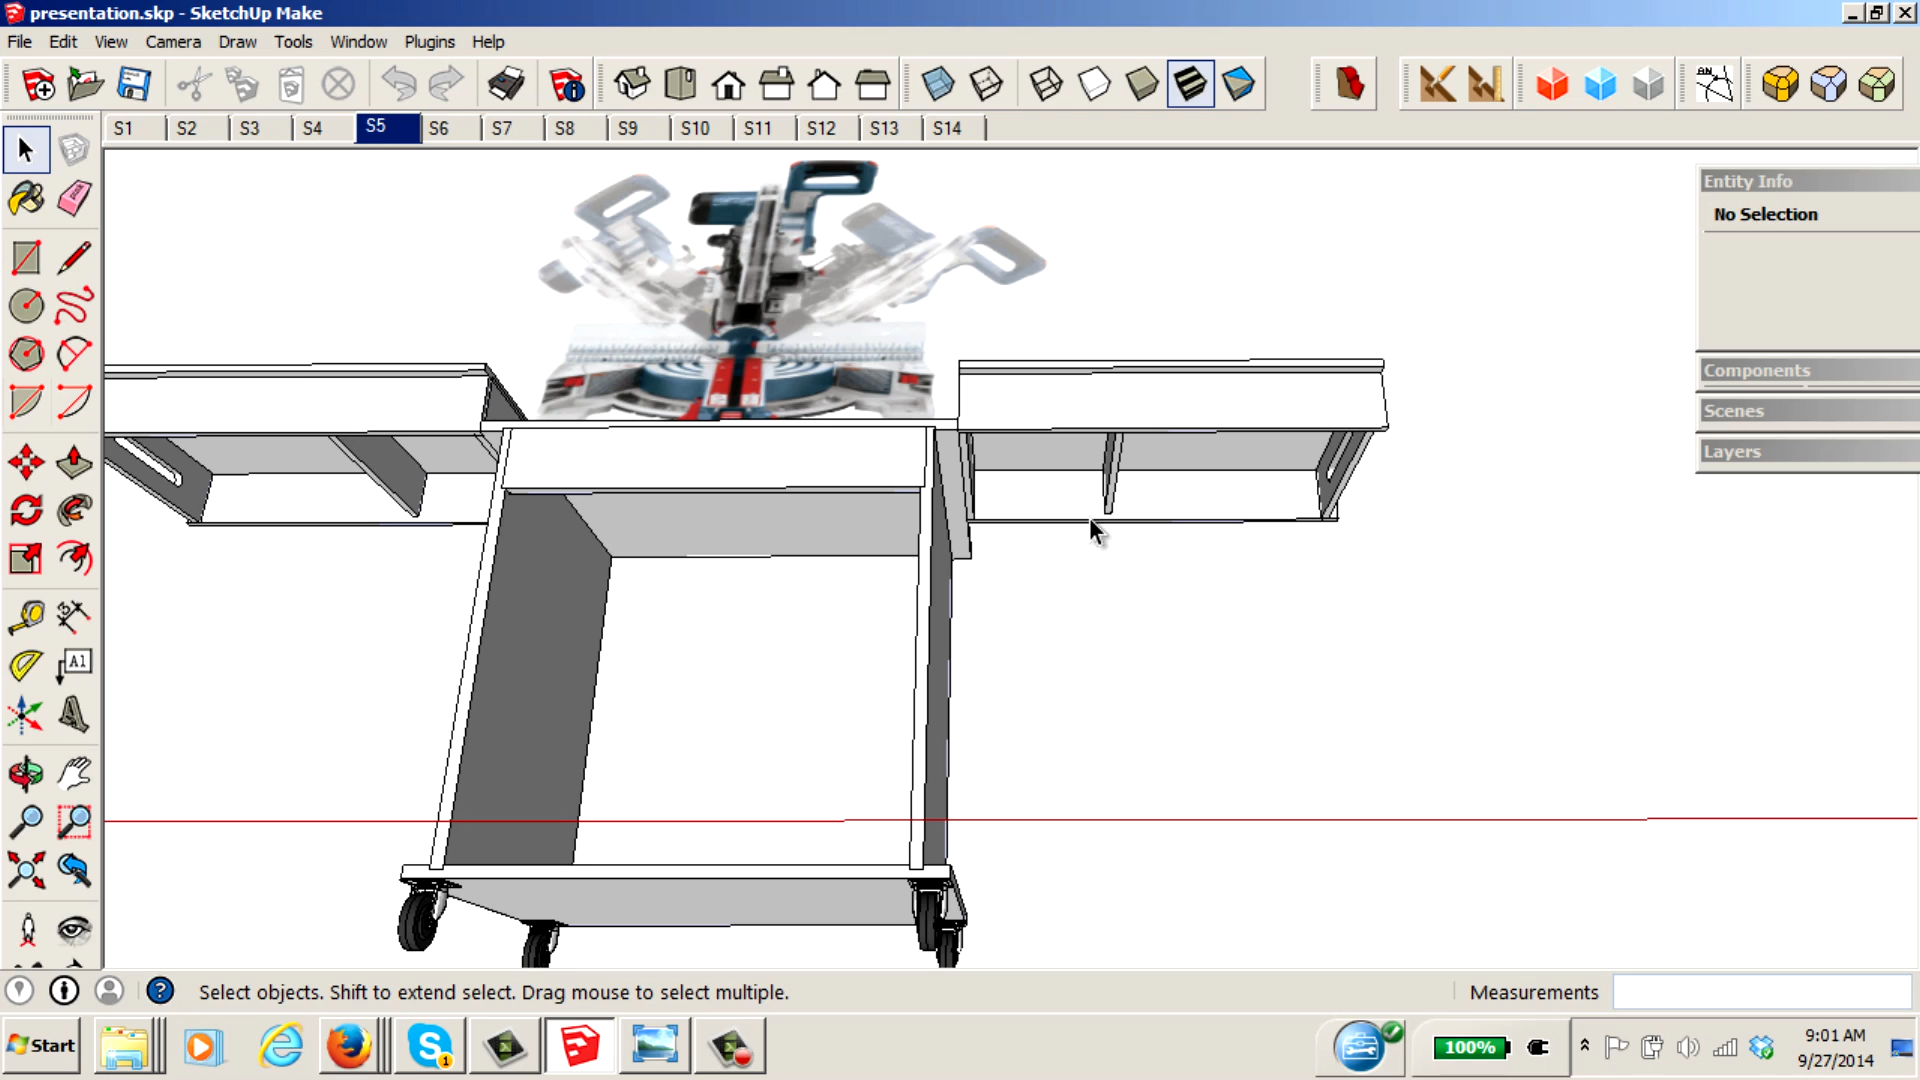 presentation.skp - SketchUp Make
File Edit View Camera Draw Tools Window Plugins Help
S1 S2 S3 S4 S5 S6 S7 S8 S9 S10 S11 S12 S13 S14
Entity Info
No Selection
Components
Scenes
Layers
A1
Select objects. Shift to extend select. Drag mouse to select multiple.
Measurements
Start
1
100%
9:01 AM
9/27/2014